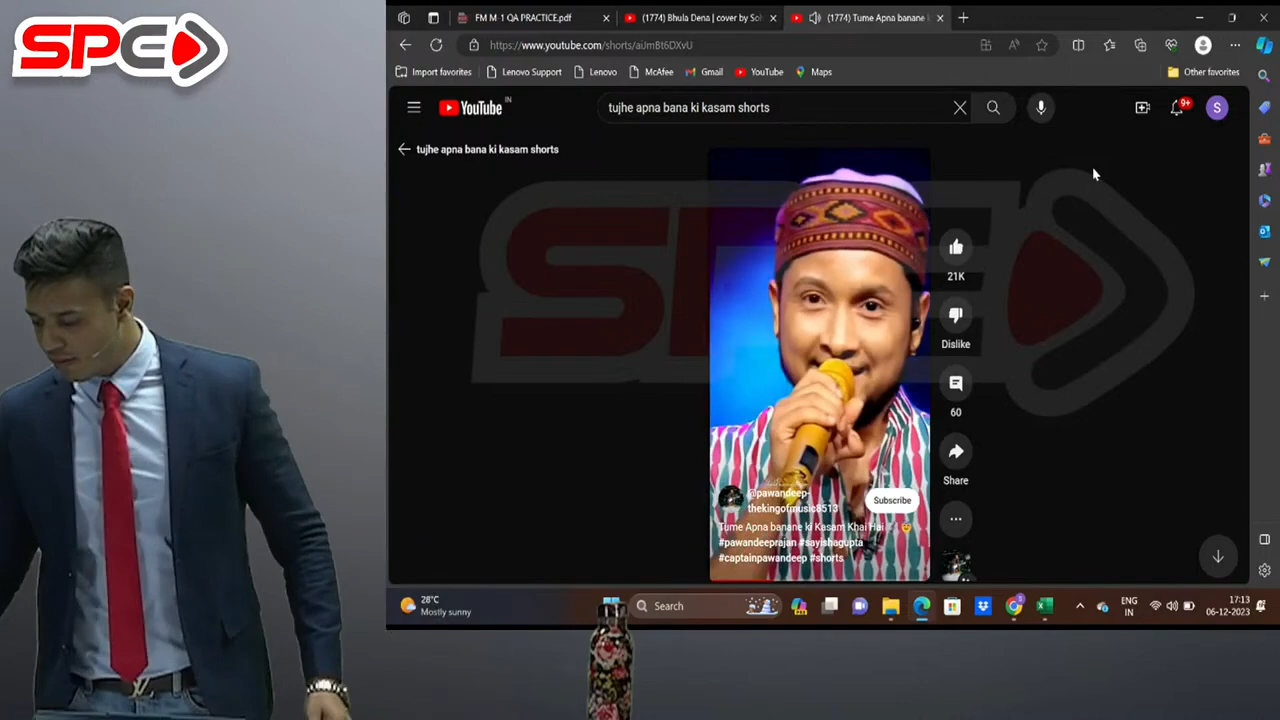 SPC
FM M-1 QA PRACTICE.pdf
(1774) Bhula Dena | cover by Soh
(1774) Tume Apna banane k
https://www.youtube.com/shorts/aiJmBt6DXvU
Import favorites
Lenovo Support
Lenovo
McAfee
Gmail
YouTube
Maps
Other favorites
YouTube IN
tujhe apna bana ki kasam shorts
9+
S
tujhe apna bana ki kasam shorts
21K
Dislike
60
Share
@pawandeep-
thekingofmusic8513
Subscribe
Tume Apna banane ki Kasam Khai Hai
#pawandeeprajan #sayishagupta
#captainpawandeep #shorts
28°C
Mostly sunny
Search
ENG
IN
17:13
06-12-2023